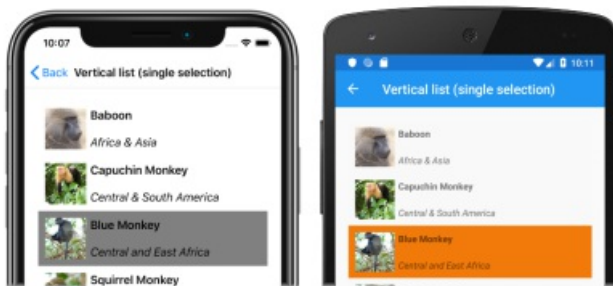 10:07
Back Vertical list (single selection)
Baboon
Africa & Asia
Capuchin Monkey
Central & South America
Blue Monkey
Central and East Africa
Squirrel Monkey
10:11
Vertical list (single selection)
Baboon
Africa & Asia
Capuchin Monkey
Central & South America
Blue Monkey
Central and East Africa